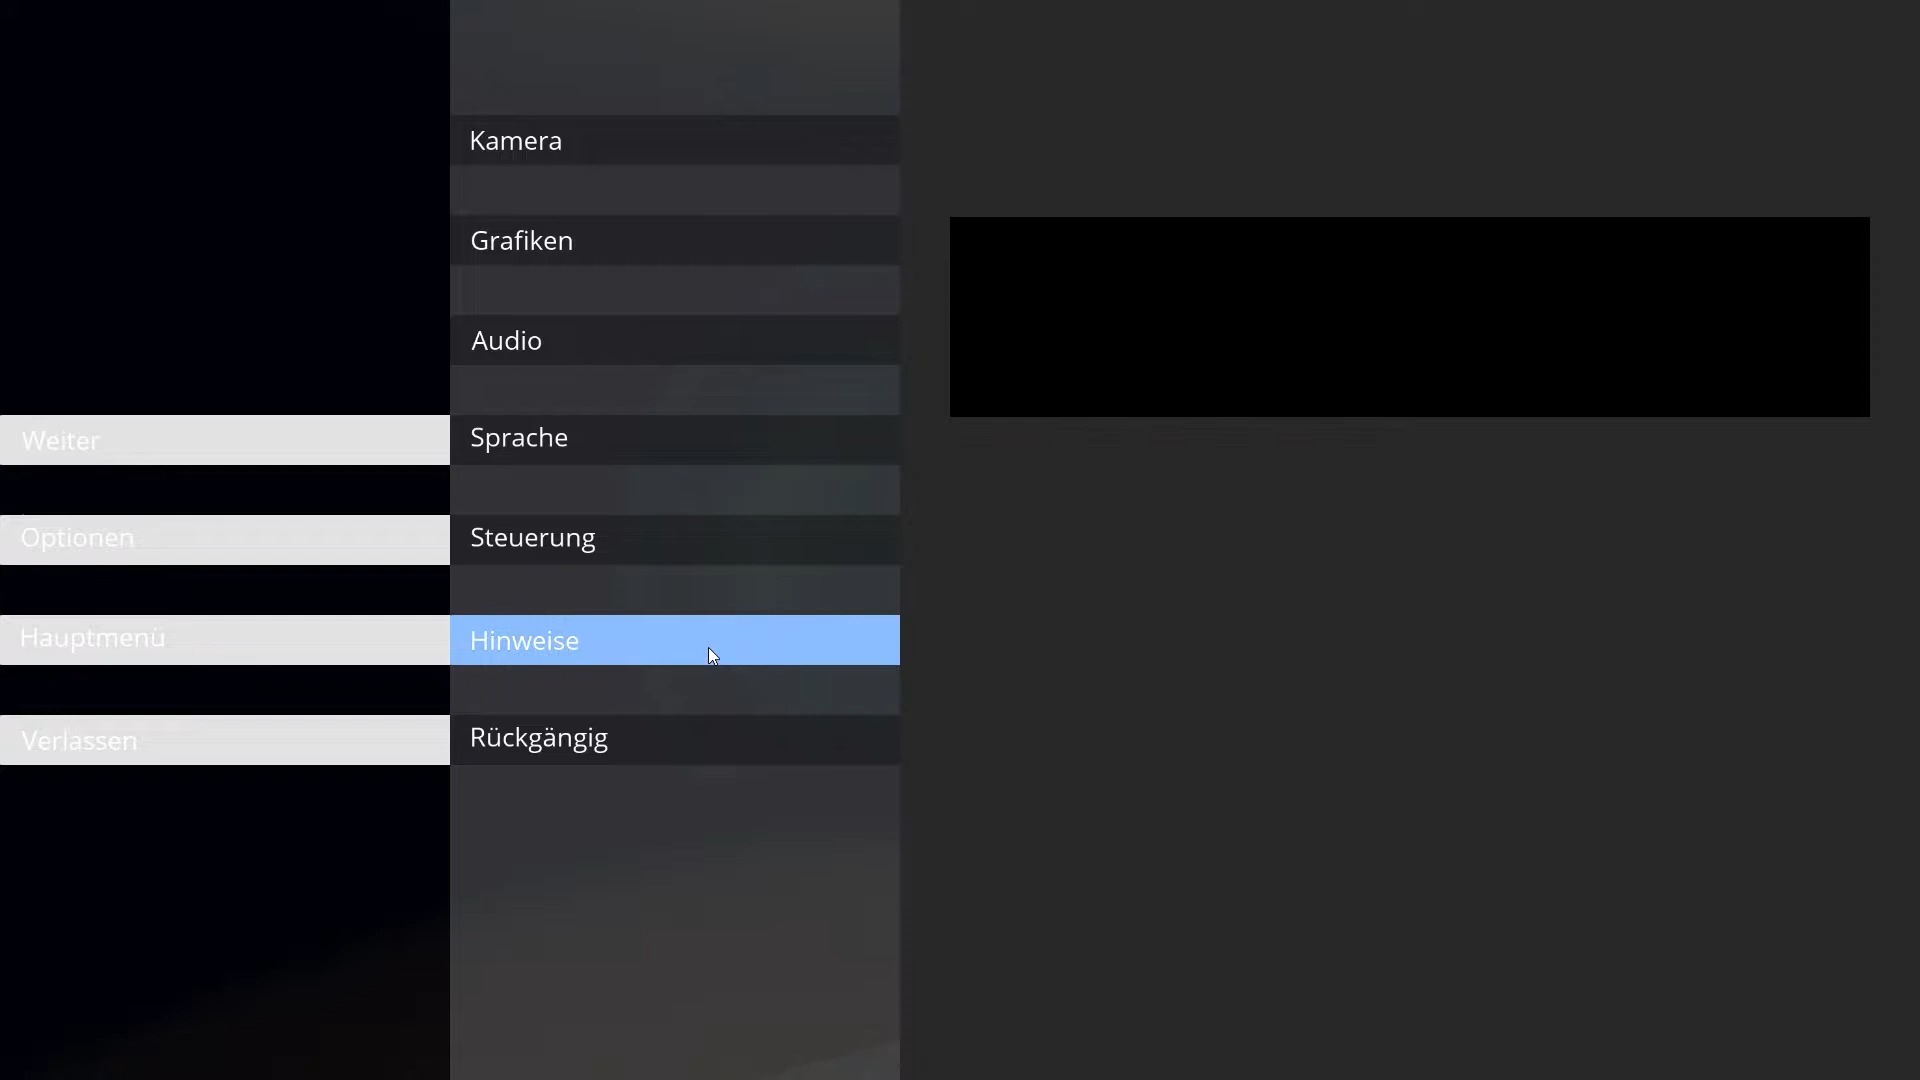 Weiter
Optionen
Hauptmenü
Verlassen
Kamera
Grafiken
Audio
Sprache
Steuerung
Hinweise
Rückgängig